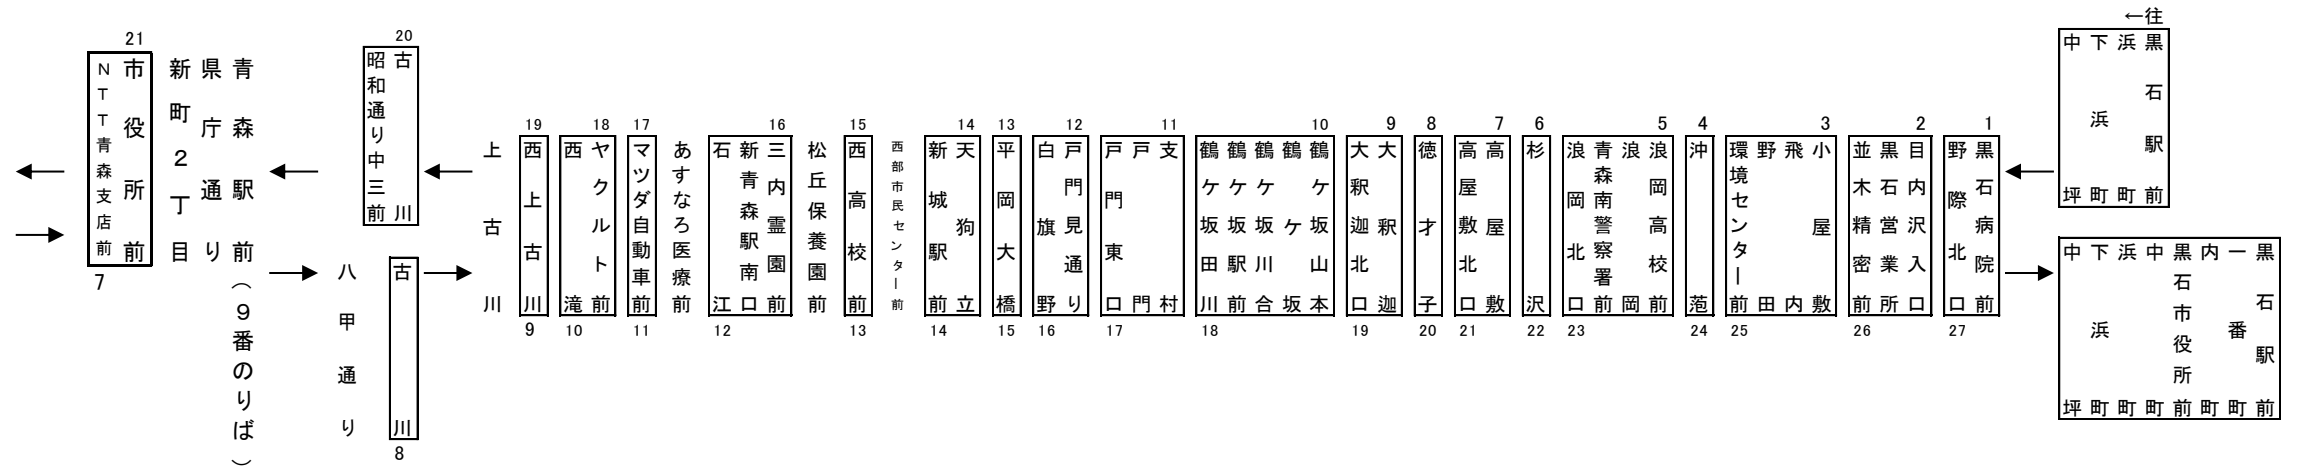 ←往
黒石駅前
浜町
下浜町
中坪
黒石駅前
一番町
内町
黒石市役所前
中町
浜町
下浜町
中坪
1
黒石病院前
野際北口
27
2
目内沢入口
黒石営業所
並木精密前
26
3
小屋敷
飛内
野田
環境センター前
25
4
沖萢
24
5
浪岡高校前
浪岡
青森南警察署前
浪岡北口
23
6
杉沢
22
7
高屋敷
高屋敷北口
21
8
徳才子
20
9
大釈迦
大釈迦北口
19
10
鶴ケ坂山本
鶴ケ坂
鶴ケ坂川合
鶴ケ坂駅前
鶴ケ坂田川
18
11
支村
戸門
戸門東口
17
12
戸門見通り
白旗野
16
13
平岡大橋
15
14
天狗立
新城駅前
14
西部市民センター前
15
西高校前
13
松丘保養園前
16
三内霊園前
新青森駅南口
石江
12
あすなろ医療前
17
マツダ自動車前
11
18
ヤクルト前
西滝
10
19
西上古川
9
上古川
20
古川
昭和通り中三前
古川
8
八甲通り
青森駅前（９番のりば）
県庁通り
新町２丁目
21
市役所前
ＮＴＴ青森支店前
7